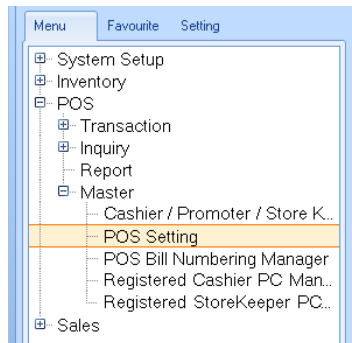 Menu Favourite Setting
System Setup
Inventory
POS
Transaction
Inquiry
Report
Master
Cashier / Promoter / Store K...
POS Setting
POS Bill Numbering Manager
Registered Cashier PC Man...
Registered StoreKeeper PC...
Sales